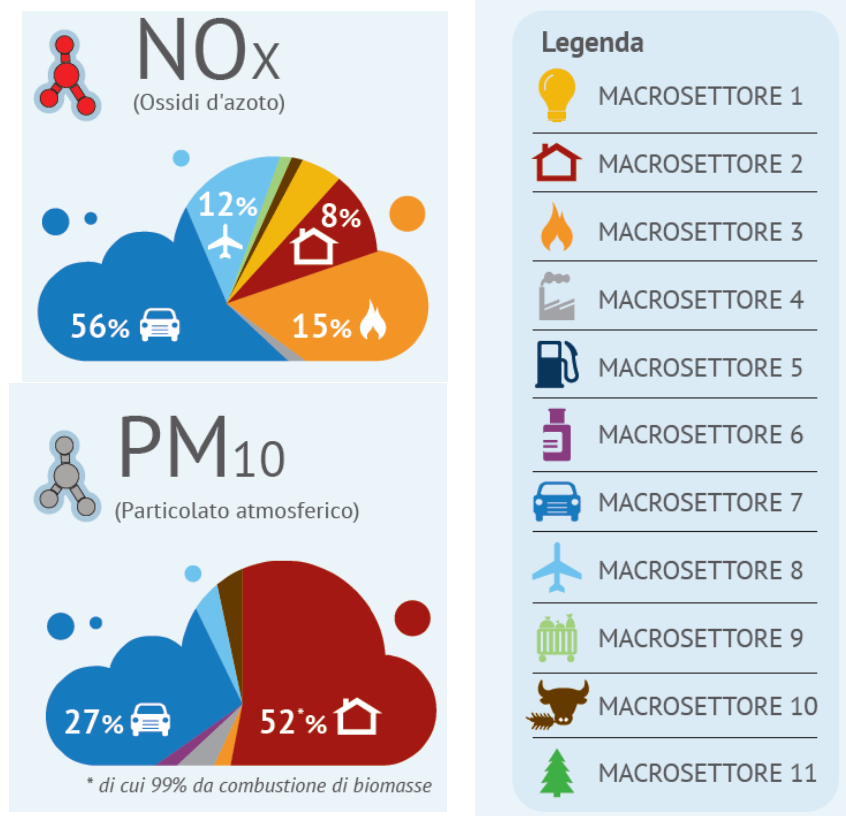 NOx
(Ossidi d'azoto)
12%
8%
56%
15%
PM10
(Particolato atmosferico)
27%
52*%
* di cui 99% da combustione di biomasse
Legenda
MACROSETTORE 1
MACROSETTORE 2
MACROSETTORE 3
MACROSETTORE 4
MACROSETTORE 5
MACROSETTORE 6
MACROSETTORE 7
MACROSETTORE 8
MACROSETTORE 9
MACROSETTORE 10
MACROSETTORE 11